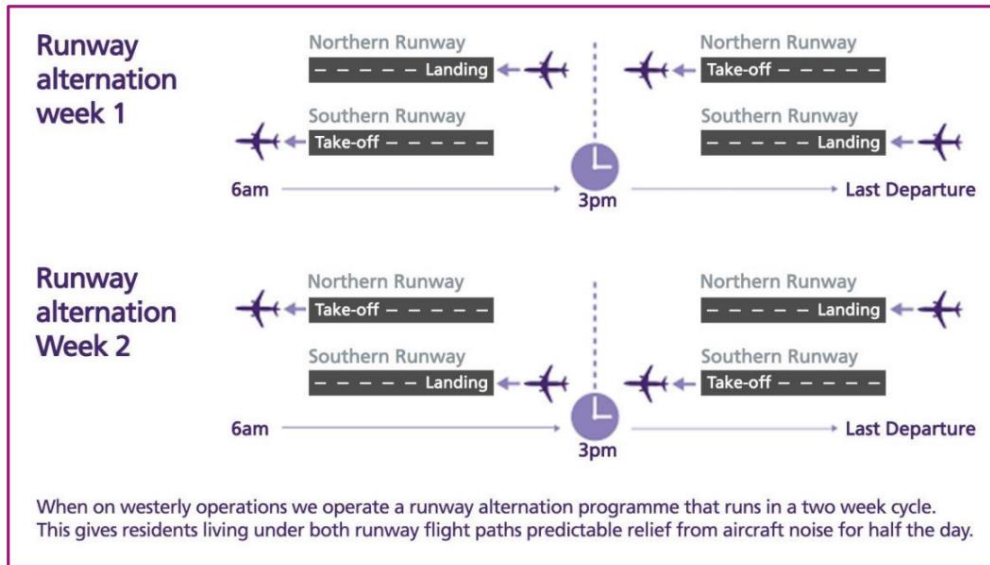 Runway
alternation
week 1
Northern Runway
Landing
Southern Runway
Take-off
Northern Runway
Take-off
Southern Runway
Landing
6am
3pm
Last Departure
Runway
alternation
Week 2
Northern Runway
Take-off
Southern Runway
Landing
Northern Runway
Landing
Southern Runway
Take-off
6am
3pm
Last Departure
When on westerly operations we operate a runway alternation programme that runs in a two week cycle.
This gives residents living under both runway flight paths predictable relief from aircraft noise for half the day.